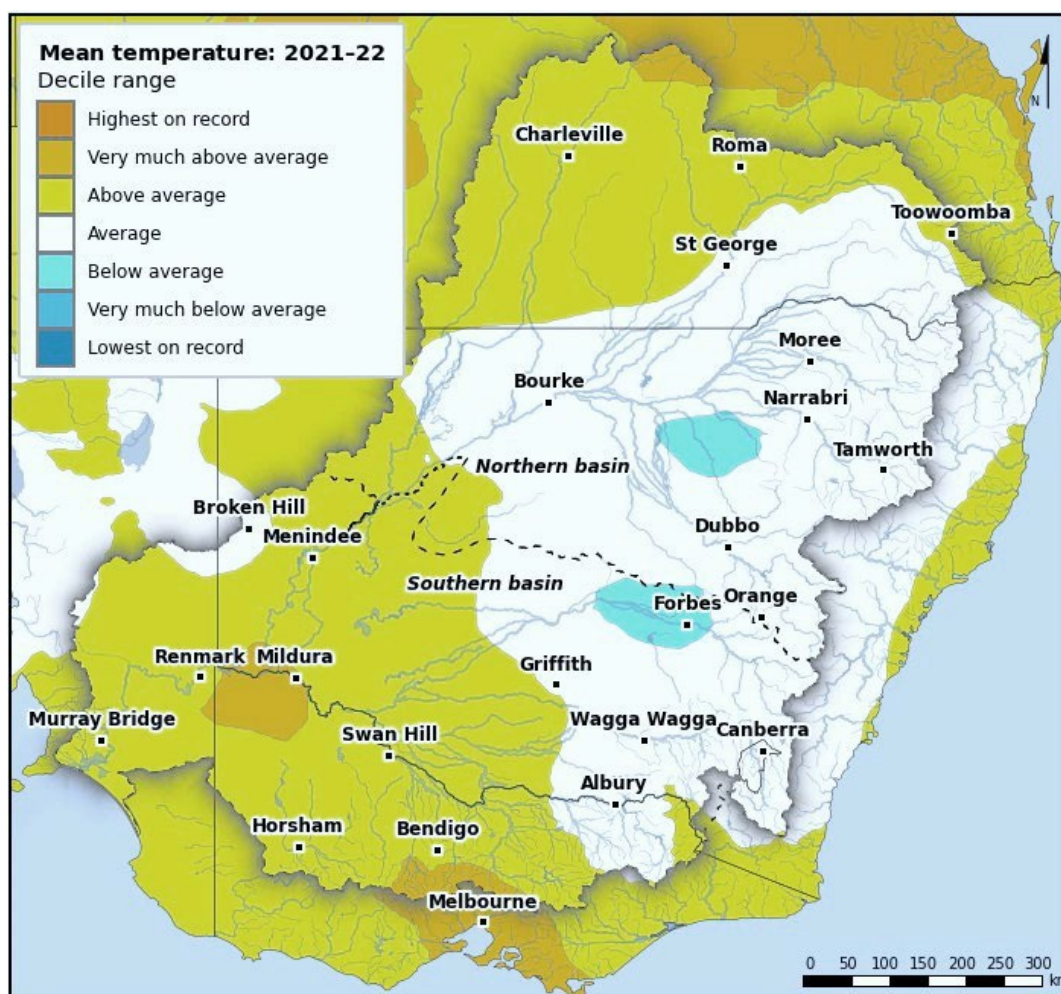 Mean temperature: 2021–22
Decile range
Highest on record
Very much above average
Above average
Average
Below average
Very much below average
Lowest on record
N
Charleville
Roma
Toowoomba
St George
Moree
Bourke
Narrabri
Tamworth
Northern basin
Broken Hill
Menindee
Dubbo
Southern basin
Forbes
Orange
Renmark
Mildura
Griffith
Murray Bridge
Wagga Wagga
Canberra
Swan Hill
Albury
Horsham
Bendigo
Melbourne
0 50 100 150 200 250 300